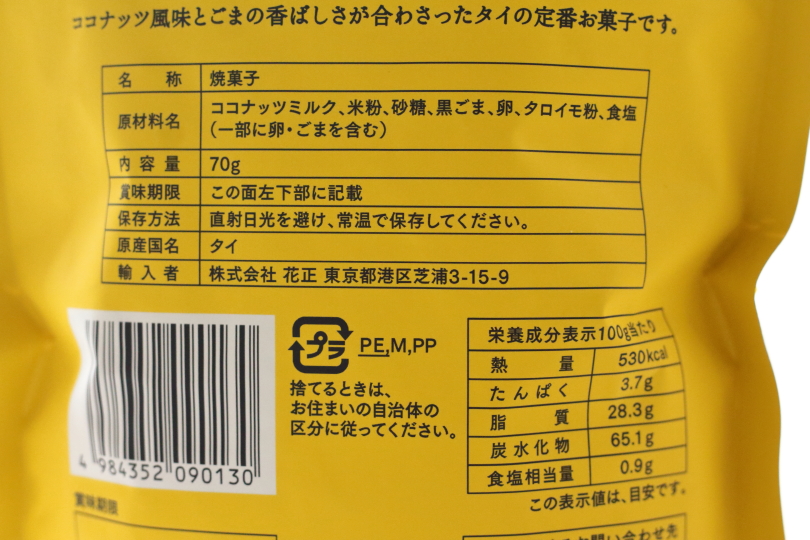 ココナッツ風味とごまの香ばしさが合わさったタイの定番お菓子です。
名称 焼菓子
原材料名 ココナッツミルク、米粉、砂糖、黒ごま、卵、タロイモ粉、食塩
（一部に卵・ごまを含む）
内容量 70g
賞味期限 この面左下部に記載
保存方法 直射日光を避け、常温で保存してください。
原産国名 タイ
輸入者 株式会社 花正 東京都港区芝浦3-15-9
プラ PE,M,PP
捨てるときは、
お住まいの自治体の
区分に従ってください。
4 984352 090130
栄養成分表示100g当たり
熱量 530kcal
たんぱく 3.7g
脂質 28.3g
炭水化物 65.1g
食塩相当量 0.9g
この表示値は、目安です。
賞味期限
お問い合わせ先